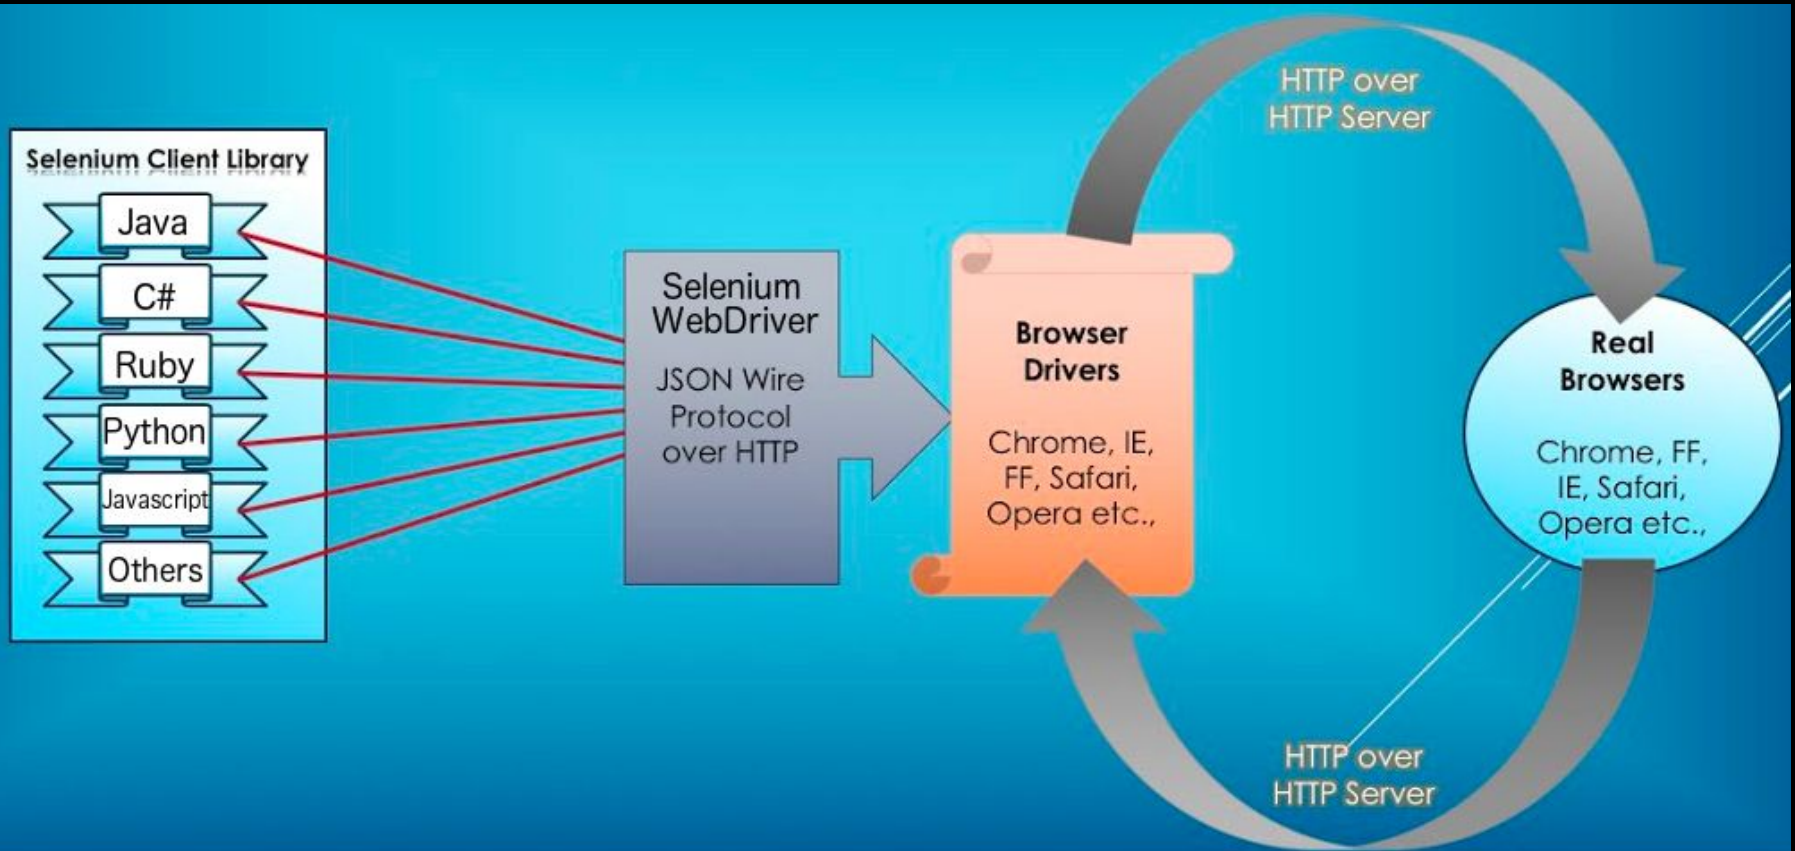 Selenium Client Library
Java
C#
Ruby
Python
Javascript
Others
Selenium
WebDriver
JSON Wire
Protocol
over HTTP
Browser
Drivers
Chrome, IE,
FF, Safari,
Opera etc.,
HTTP over
HTTP Server
Real
Browsers
Chrome, FF,
IE, Safari,
Opera etc.,
HTTP over
HTTP Server